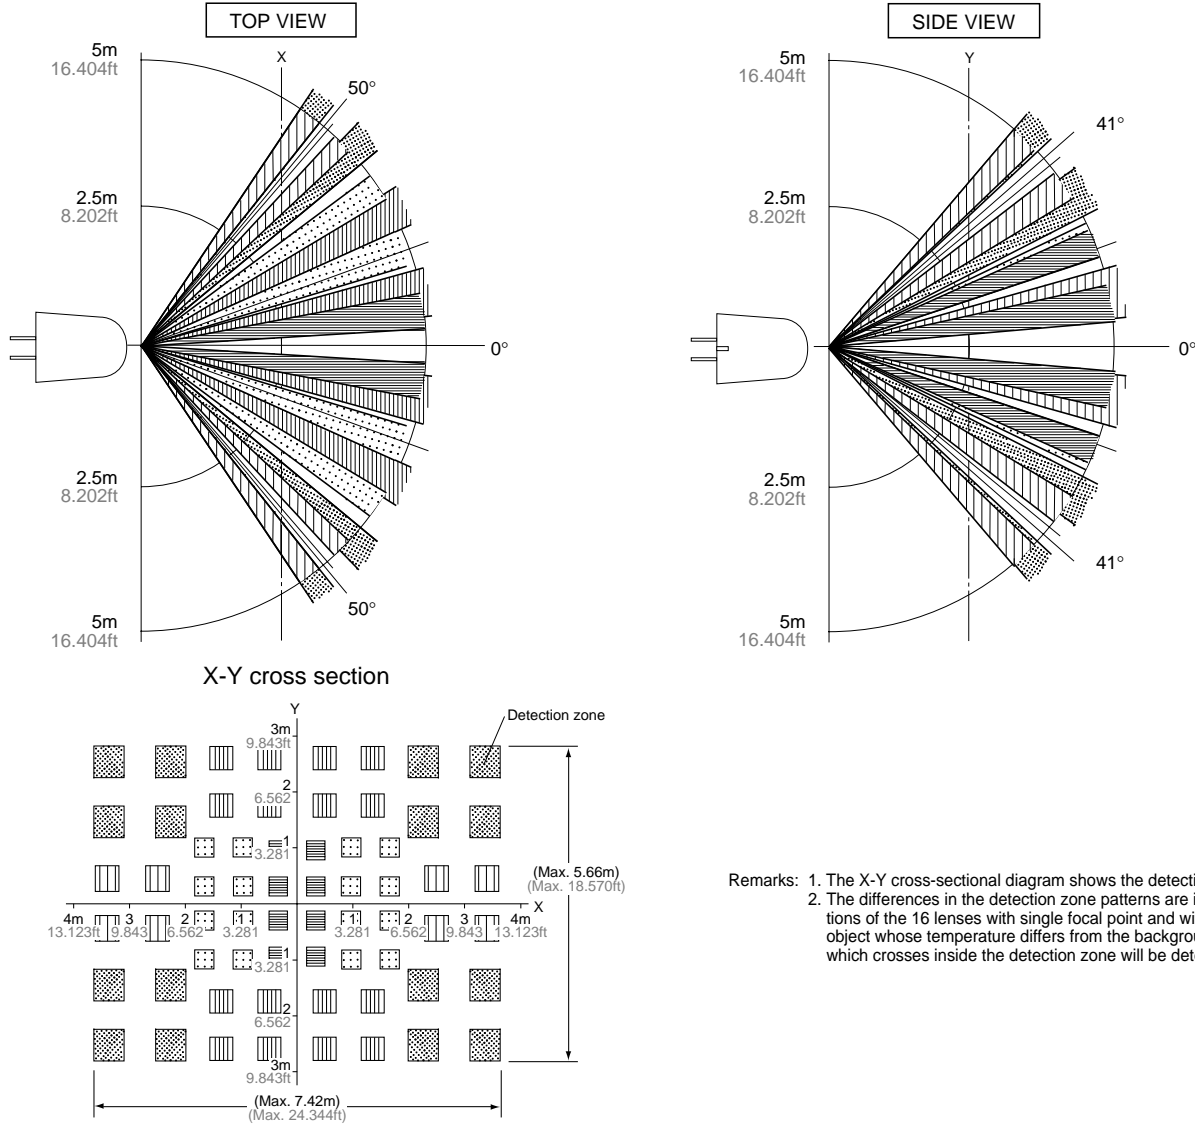 TOP VIEW
SIDE VIEW
5m
16.404ft
X
50°
2.5m
8.202ft
0°
2.5m
8.202ft
50°
5m
16.404ft
5m
16.404ft
Y
41°
2.5m
8.202ft
0°
2.5m
8.202ft
41°
5m
16.404ft
X-Y cross section
Y
Detection zone
3m
9.843ft
2
6.562
1
3.281
(Max. 5.66m)
(Max. 18.570ft)
X
4m 3 2 1 1 2 3 4m
13.123ft 9.843 6.562 3.281 3.281 6.562 9.843 13.123ft
1
3.281
2
6.562
3m
9.843ft
(Max. 7.42m)
(Max. 24.344ft)
Remarks: 1. The X-Y cross-sectional diagram shows the detecti
2. The differences in the detection zone patterns are i
tions of the 16 lenses with single focal point and wi
object whose temperature differs from the backgrou
which crosses inside the detection zone will be dete